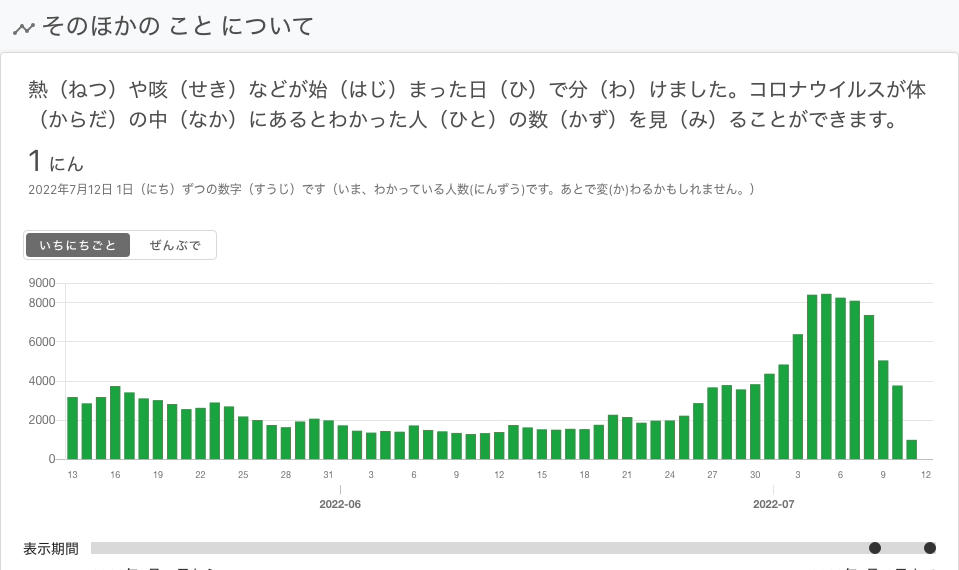 そのほかの こと について
熱（ねつ）や咳（せき）などが始（はじ）まった日（ひ）で分（わ）けました。コロナウイルスが体
（からだ）の中（なか）にあるとわかった人（ひと）の数（かず）を見（み）ることができます。
1 にん
2022年7月12日 1日（にち）ずつの数字（すうじ）です（いま、わかっている人数(にんずう)です。あとで変(か)わるかもしれません。）
いちにちごと ぜんぶで
9000
8000
6000
4000
2000
0
13 16 19 22 25 28 31 3 6 9 12 15 18 21 24 27 30 3 6 9 12
2022-06 2022-07
表示期間